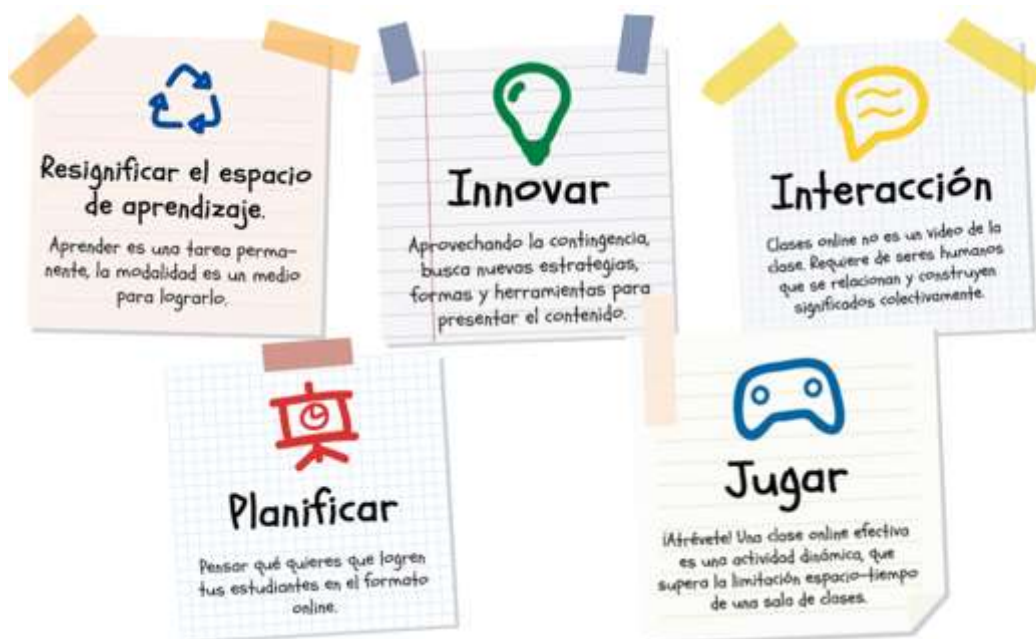 Resignificar el espacio
de aprendizaje.
Aprender es una tarea perma-
nente, la modalidad es un medio
para lograrlo.
Innovar
Aprovechando la contingencia,
busca nuevas estrategias,
formas y herramientas para
presentar el contenido.
Interacción
Clases online no es un video de la
clase. Requiere de seres humanos
que se relacionan y construyen
significados colectivamente.
Planificar
Pensar qué quieres que logren
tus estudiantes en el formato
online.
Jugar
¡Atrévete! Una clase online efectiva
es una actividad dinámica, que
supera la limitación espacio-tiempo
de una sala de clases.